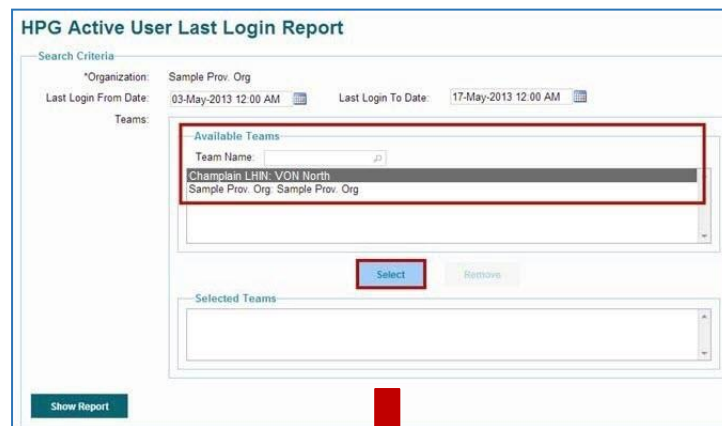 HPG Active User Last Login Report
Search Criteria
*Organization: Sample Prov. Org
Last Login From Date: 03-May-2013 12:00 AM Last Login To Date: 17-May-2013 12:00 AM
Teams:
Available Teams
Team Name:
Champlain LHIN: VON North
Sample Prov. Org: Sample Prov. Org
Select Remove
Selected Teams
Show Report